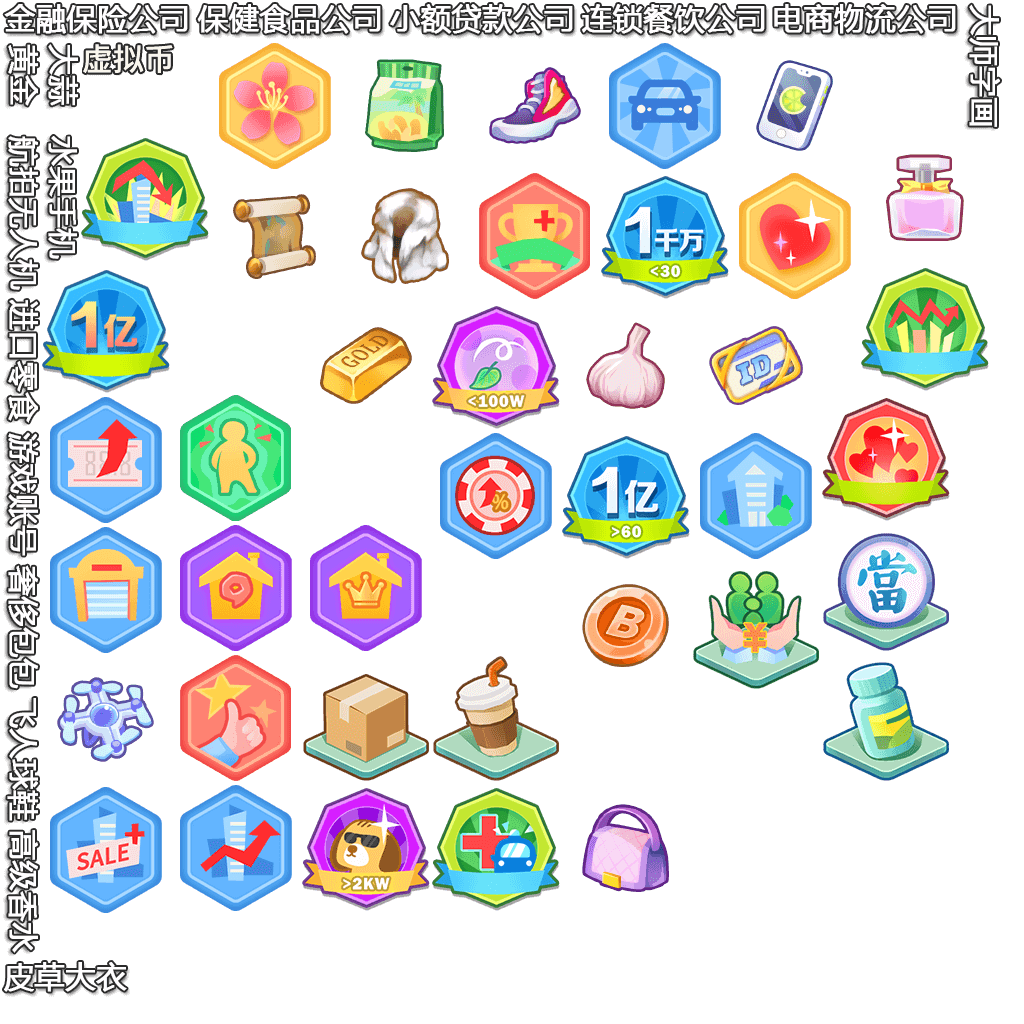 金融保险公司
保健食品公司
小额贷款公司
连锁餐饮公司
电商物流公司
大师字画
黄金
大蒜
虚拟币
航拍无人机
水果手机
进口零食
游戏账号
奢侈包包
飞人球鞋
高级香水
皮草大衣
1千万
<30
1亿
GOLD
<100W
ID
888
%
1亿
>60
B
¥
當
SALE+
>2KW